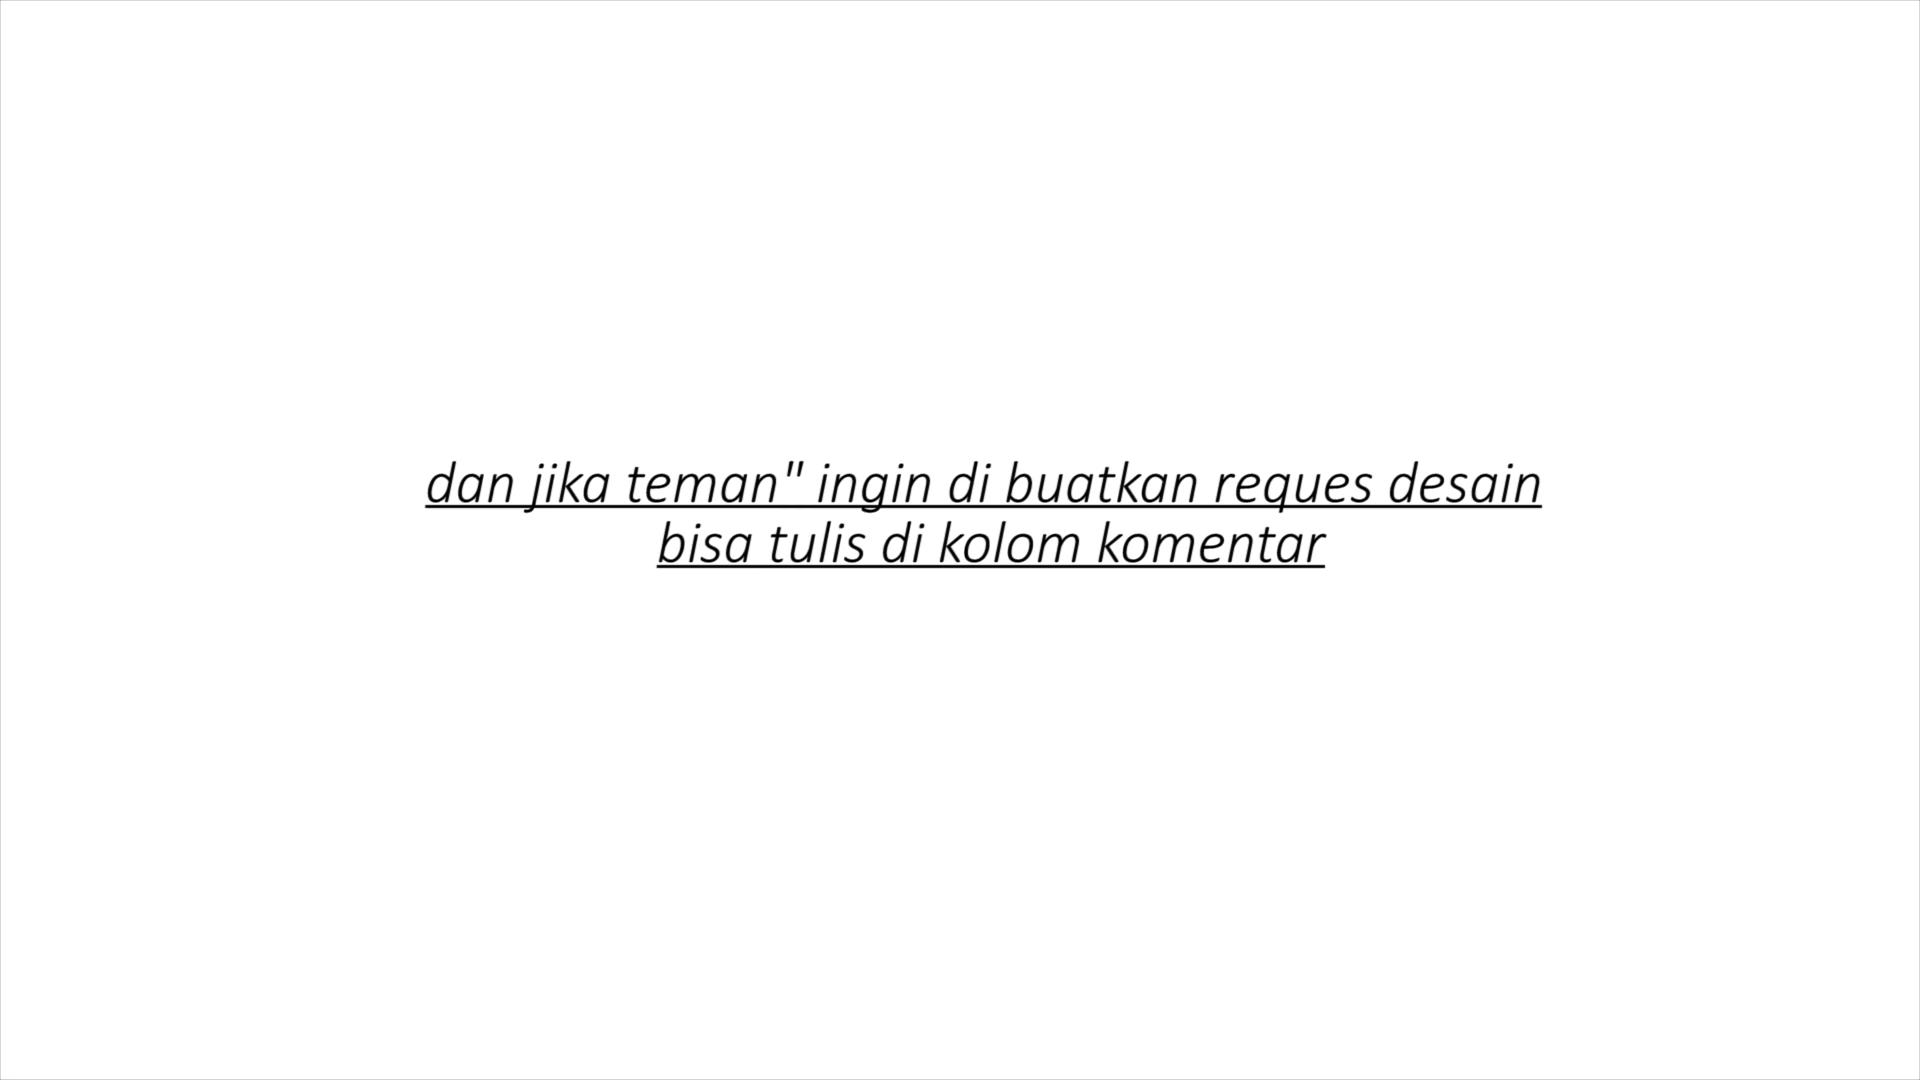 dan jika teman" ingin di buatkan reques desain
bisa tulis di kolom komentar